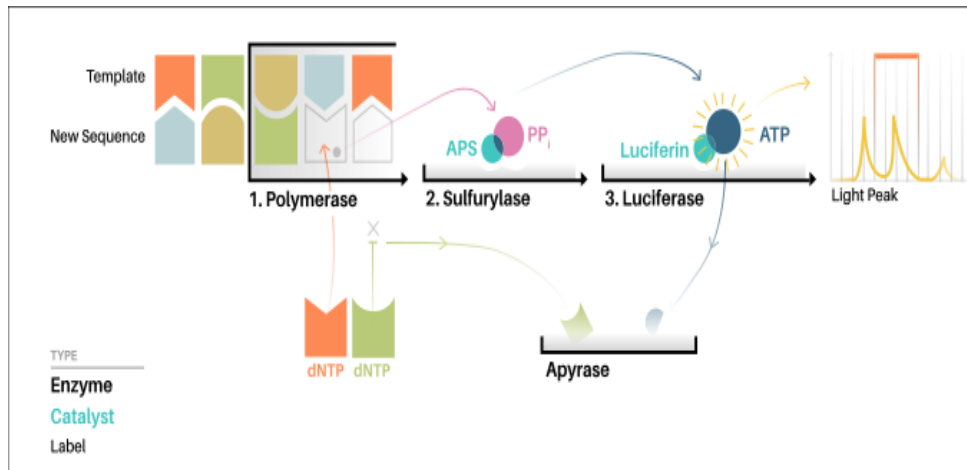 Template
New Sequence
1. Polymerase
APS
PPi
2. Sulfurylase
Luciferin
ATP
3. Luciferase
Light Peak
X
dNTP
dNTP
Apyrase
TYPE
Enzyme
Catalyst
Label